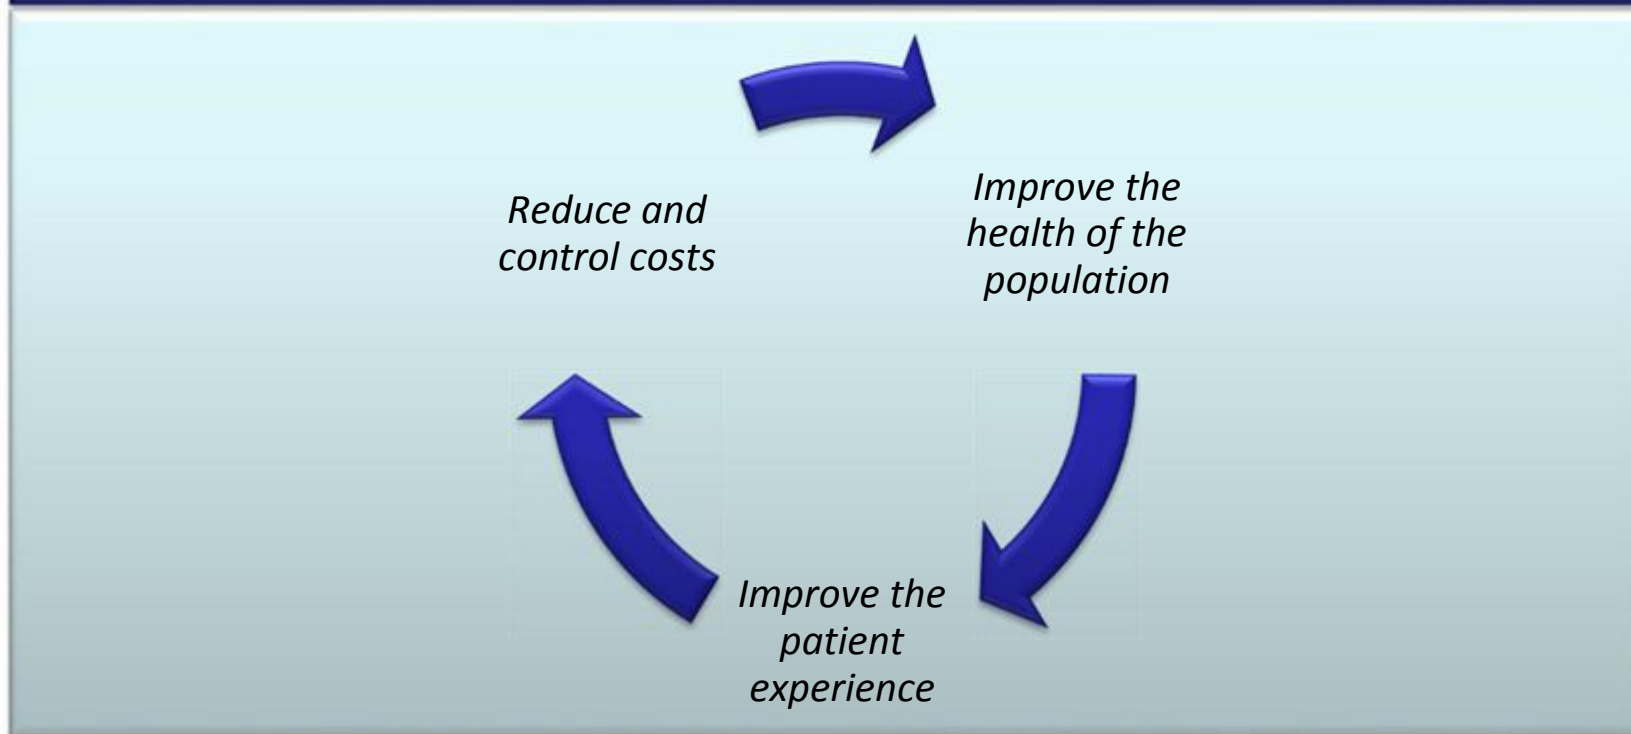 Reduce and
control costs
Improve the
health of the
population
Improve the
patient
experience